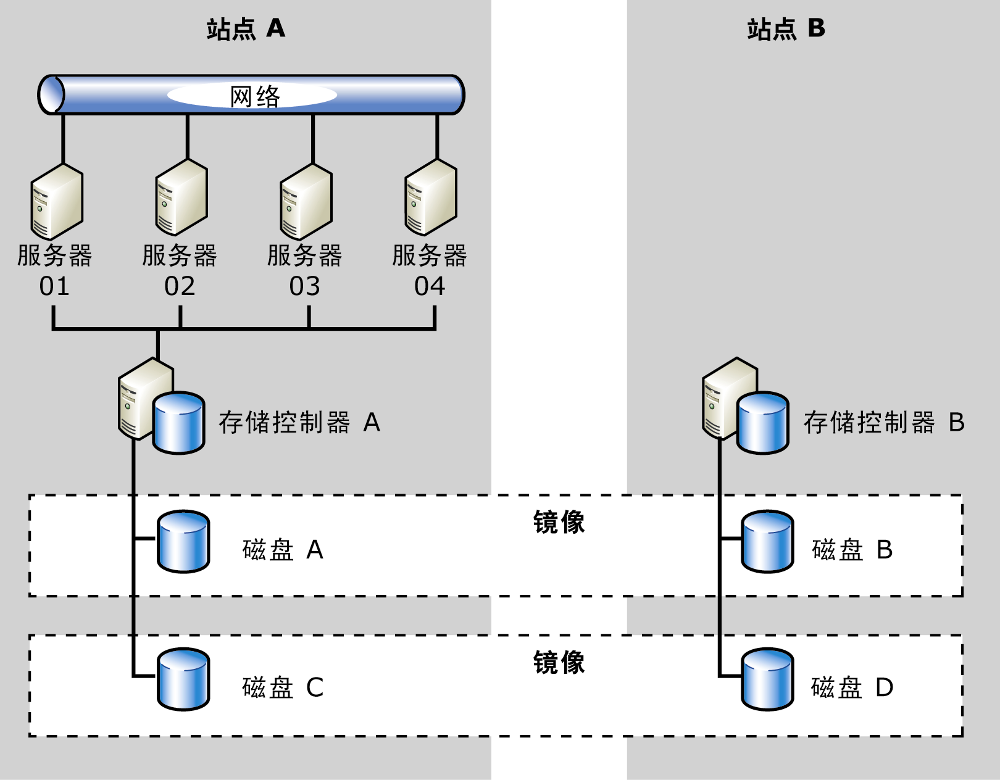 站点 A
站点 B
网络
服务器
01
服务器
02
服务器
03
服务器
04
存储控制器 A
存储控制器 B
镜像
磁盘 A
磁盘 B
镜像
磁盘 C
磁盘 D